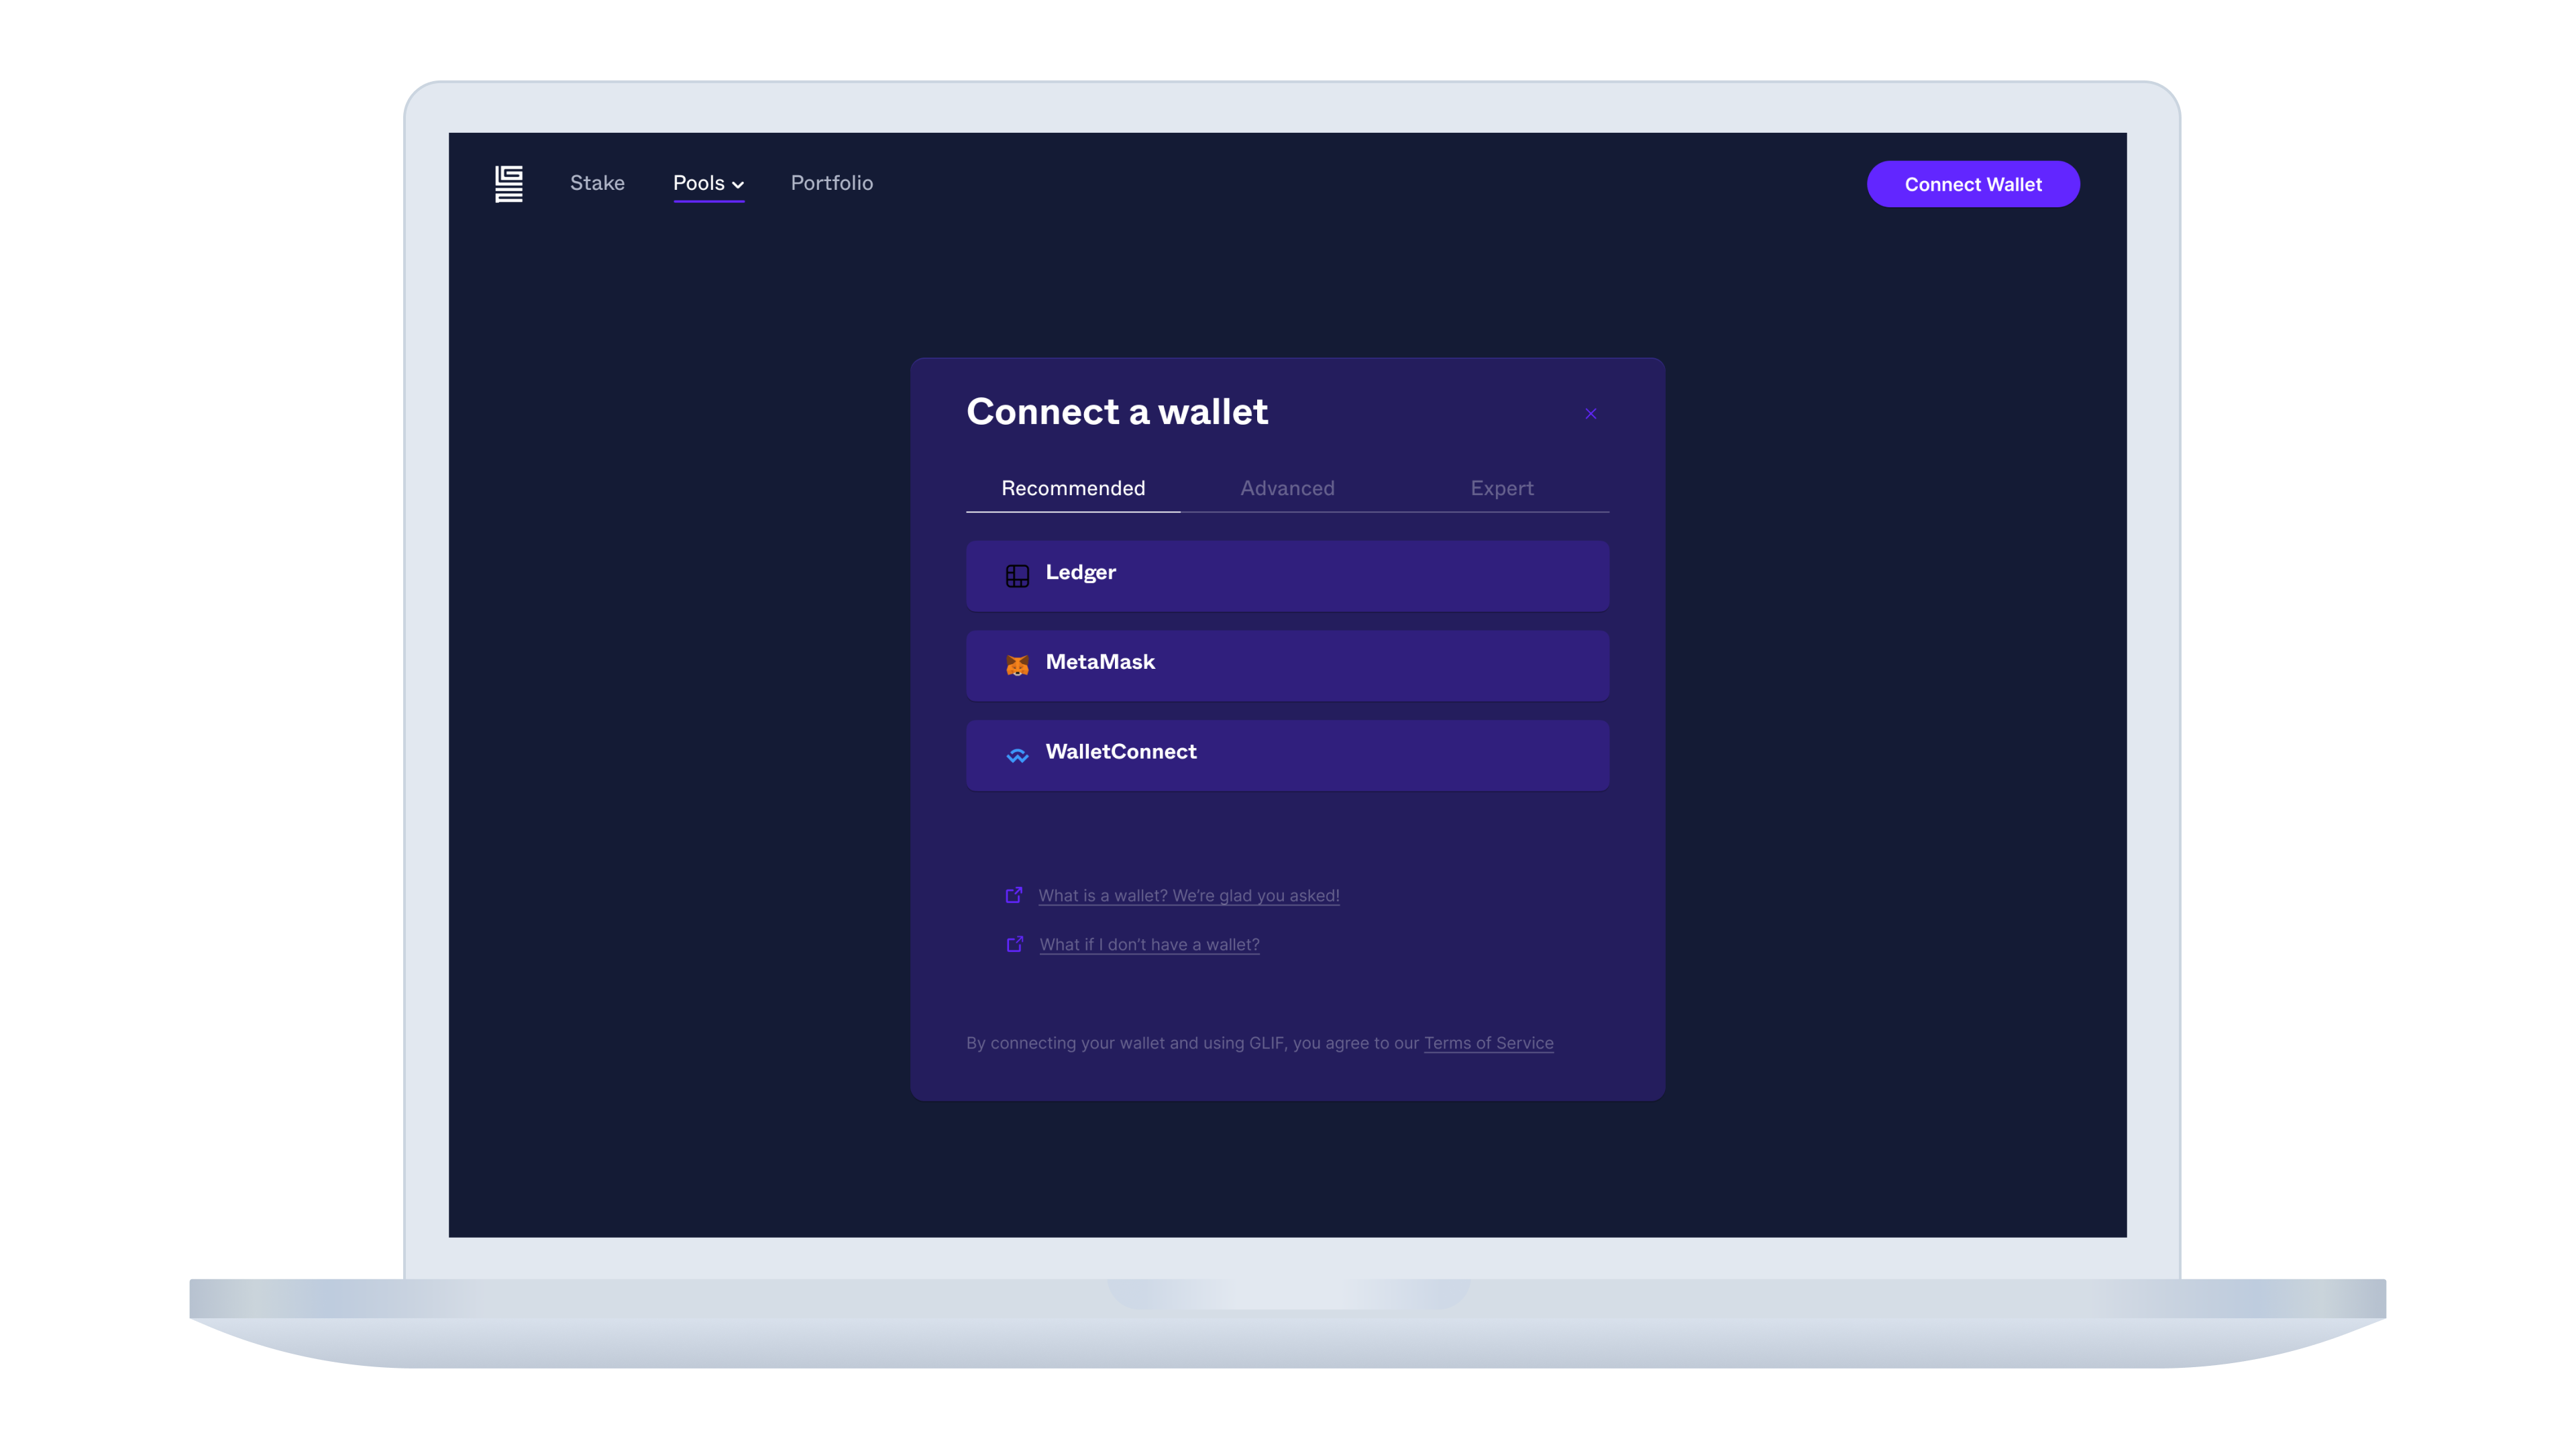 Stake Pools Portfolio Connect Wallet
Connect a wallet
Recommended Advanced Expert
Ledger
MetaMask
WalletConnect
What is a wallet? We’re glad you asked!
What if I don’t have a wallet?
By connecting your wallet and using GLIF, you agree to our Terms of Service